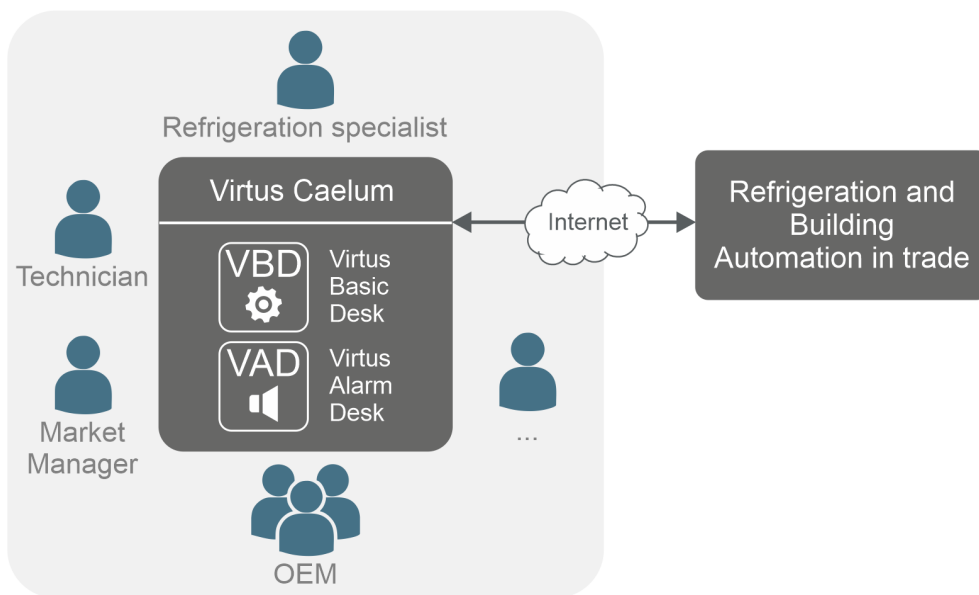 Refrigeration specialist
Virtus Caelum
VBD
Virtus
Basic
Desk
VAD
Virtus
Alarm
Desk
Technician
Market
Manager
...
OEM
Internet
Refrigeration and
Building
Automation in trade